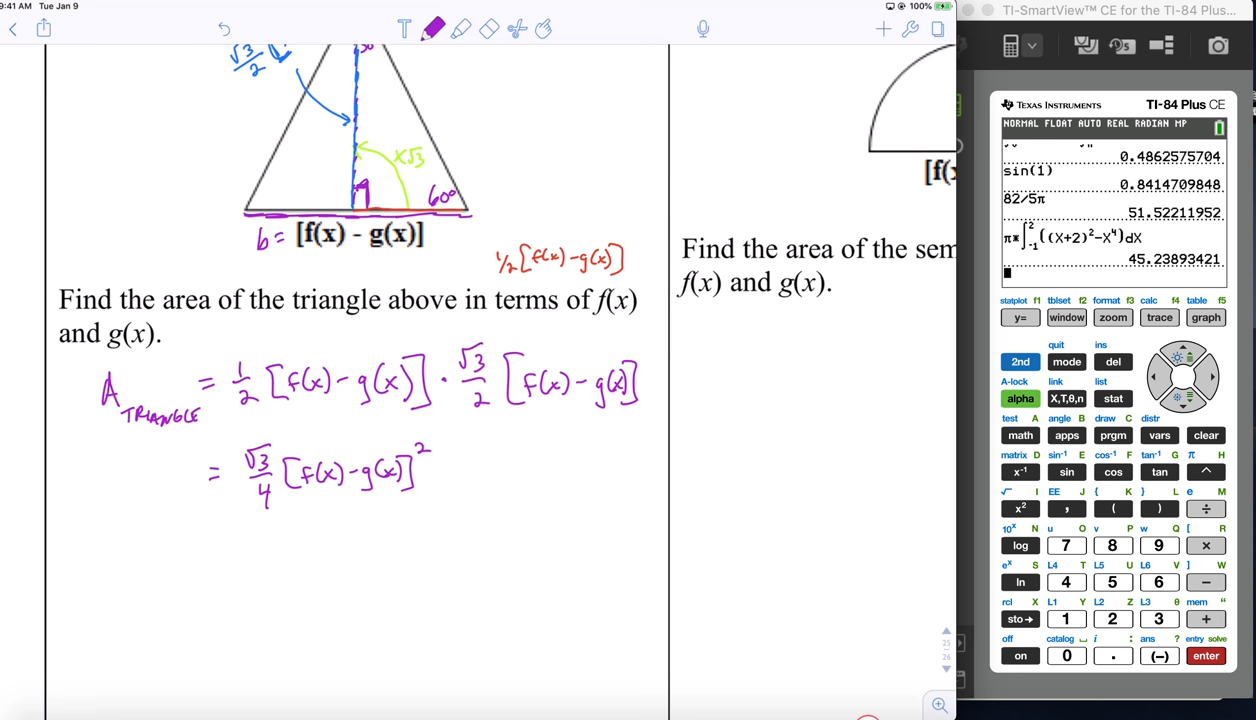 9:41 AM Tue Jan 9
100%
TI-SmartView™ CE for the TI-84 Plus...
√3/2
x√3
60°
b = [f(x) - g(x)]
1/2 [f(x) - g(x)]
Find the area of the triangle above in terms of f(x)
and g(x).
A TRIANGLE = 1/2 [f(x) - g(x)] · √3/2 [f(x) - g(x)]
= √3/4 [f(x) - g(x)]²
[f(x
Find the area of the sem
f(x) and g(x).
25
26
TEXAS INSTRUMENTS TI-84 Plus CE
NORMAL FLOAT AUTO REAL RADIAN MP
0.4862575704
sin(1)
0.8414709848
82/5π
51.52211952
π*∫₋₁²((X+2)²-X⁴)dX
45.23893421
statplot f1 tblset f2 format f3 calc f4 table f5
y= window zoom trace graph
quit ins
2nd mode del
A-lock link list
alpha X,T,θ,n stat
test A angle B draw C distr
math apps prgm vars clear
matrix D sin⁻¹ E cos⁻¹ F tan⁻¹ G π H
x⁻¹ sin cos tan ^
√ I EE J { K } L e M
x² , ( ) ÷
10ˣ N u O v P w Q [ R
log 7 8 9 ×
eˣ S L4 T L5 U L6 V ] W
ln 4 5 6 −
rcl X L1 Y L2 Z L3 θ mem "
sto→ 1 2 3 +
off catalog i : ans ? entry solve
on 0 . (−) enter